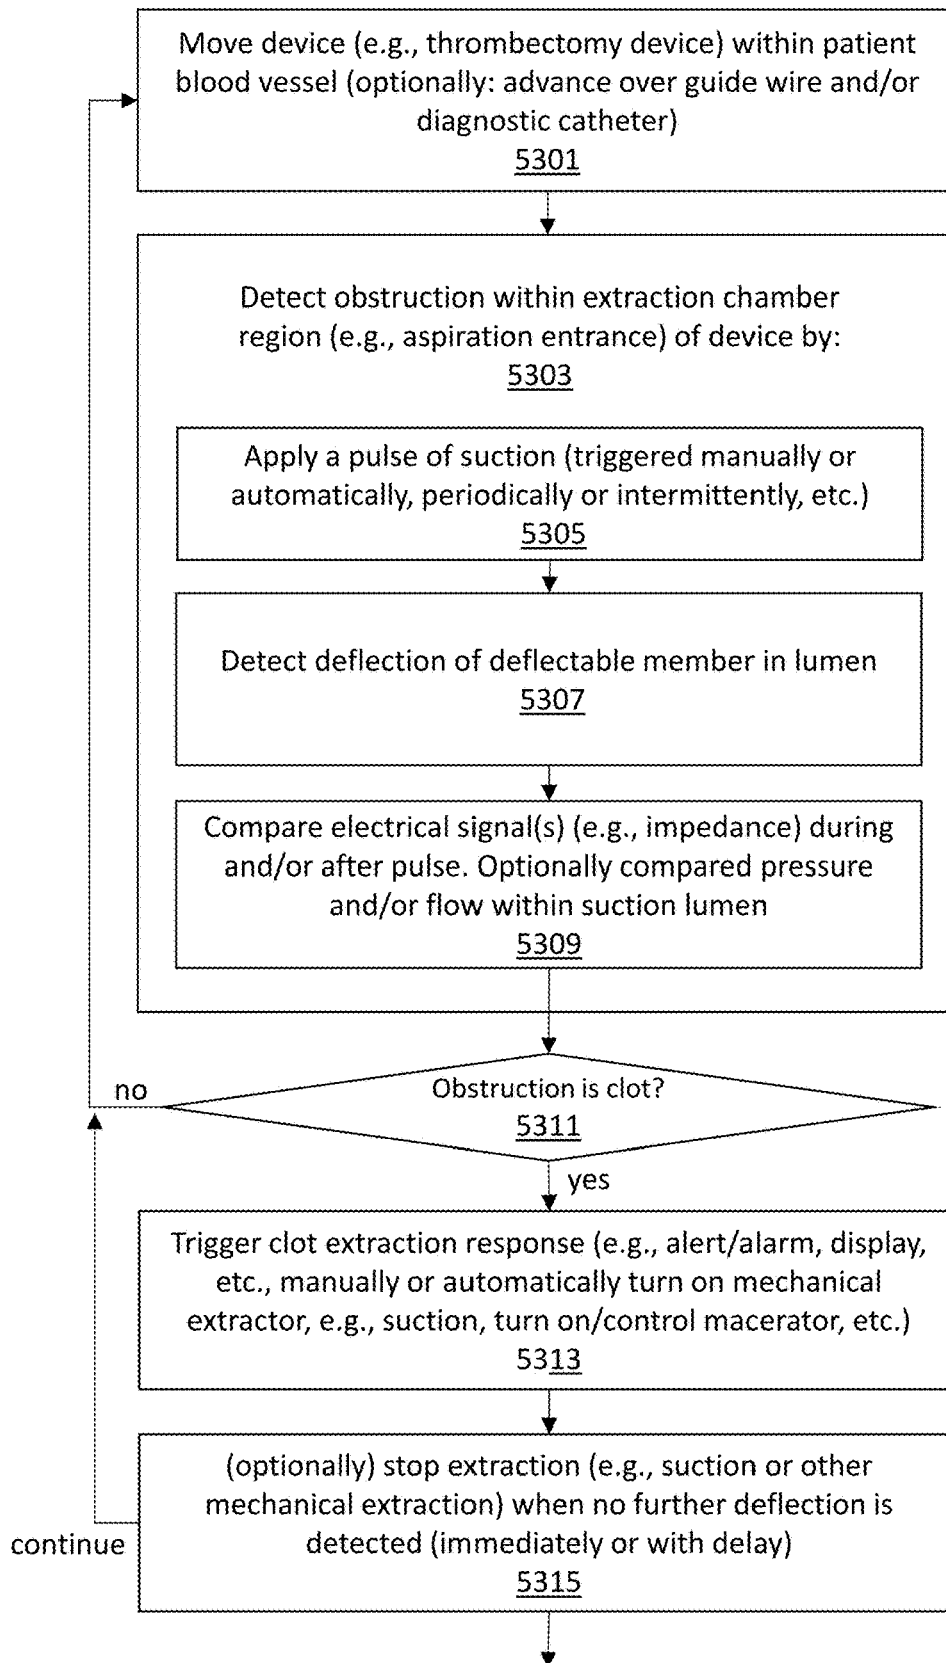 Move device (e.g., thrombectomy device) within patient
blood vessel (optionally: advance over guide wire and/or
diagnostic catheter)
5301
Detect obstruction within extraction chamber
region (e.g., aspiration entrance) of device by:
5303
Apply a pulse of suction (triggered manually or
automatically, periodically or intermittently, etc.)
5305
Detect deflection of deflectable member in lumen
5307
Compare electrical signal(s) (e.g., impedance) during
and/or after pulse. Optionally compared pressure
and/or flow within suction lumen
5309
no
Obstruction is clot?
5311
yes
Trigger clot extraction response (e.g., alert/alarm, display,
etc., manually or automatically turn on mechanical
extractor, e.g., suction, turn on/control macerator, etc.)
5313
(optionally) stop extraction (e.g., suction or other
mechanical extraction) when no further deflection is
detected (immediately or with delay)
5315
continue